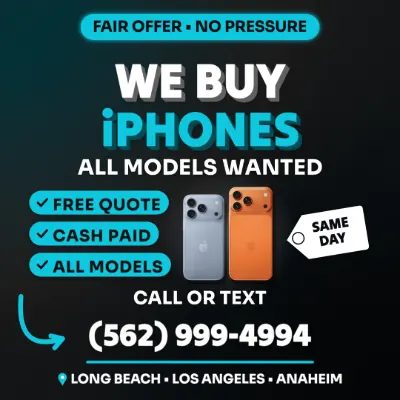 FAIR OFFER • NO PRESSURE
WE BUY
iPHONES
ALL MODELS WANTED
FREE QUOTE
CASH PAID
ALL MODELS
SAME
DAY
CALL OR TEXT
(562) 999-4994
LONG BEACH • LOS ANGELES • ANAHEIM